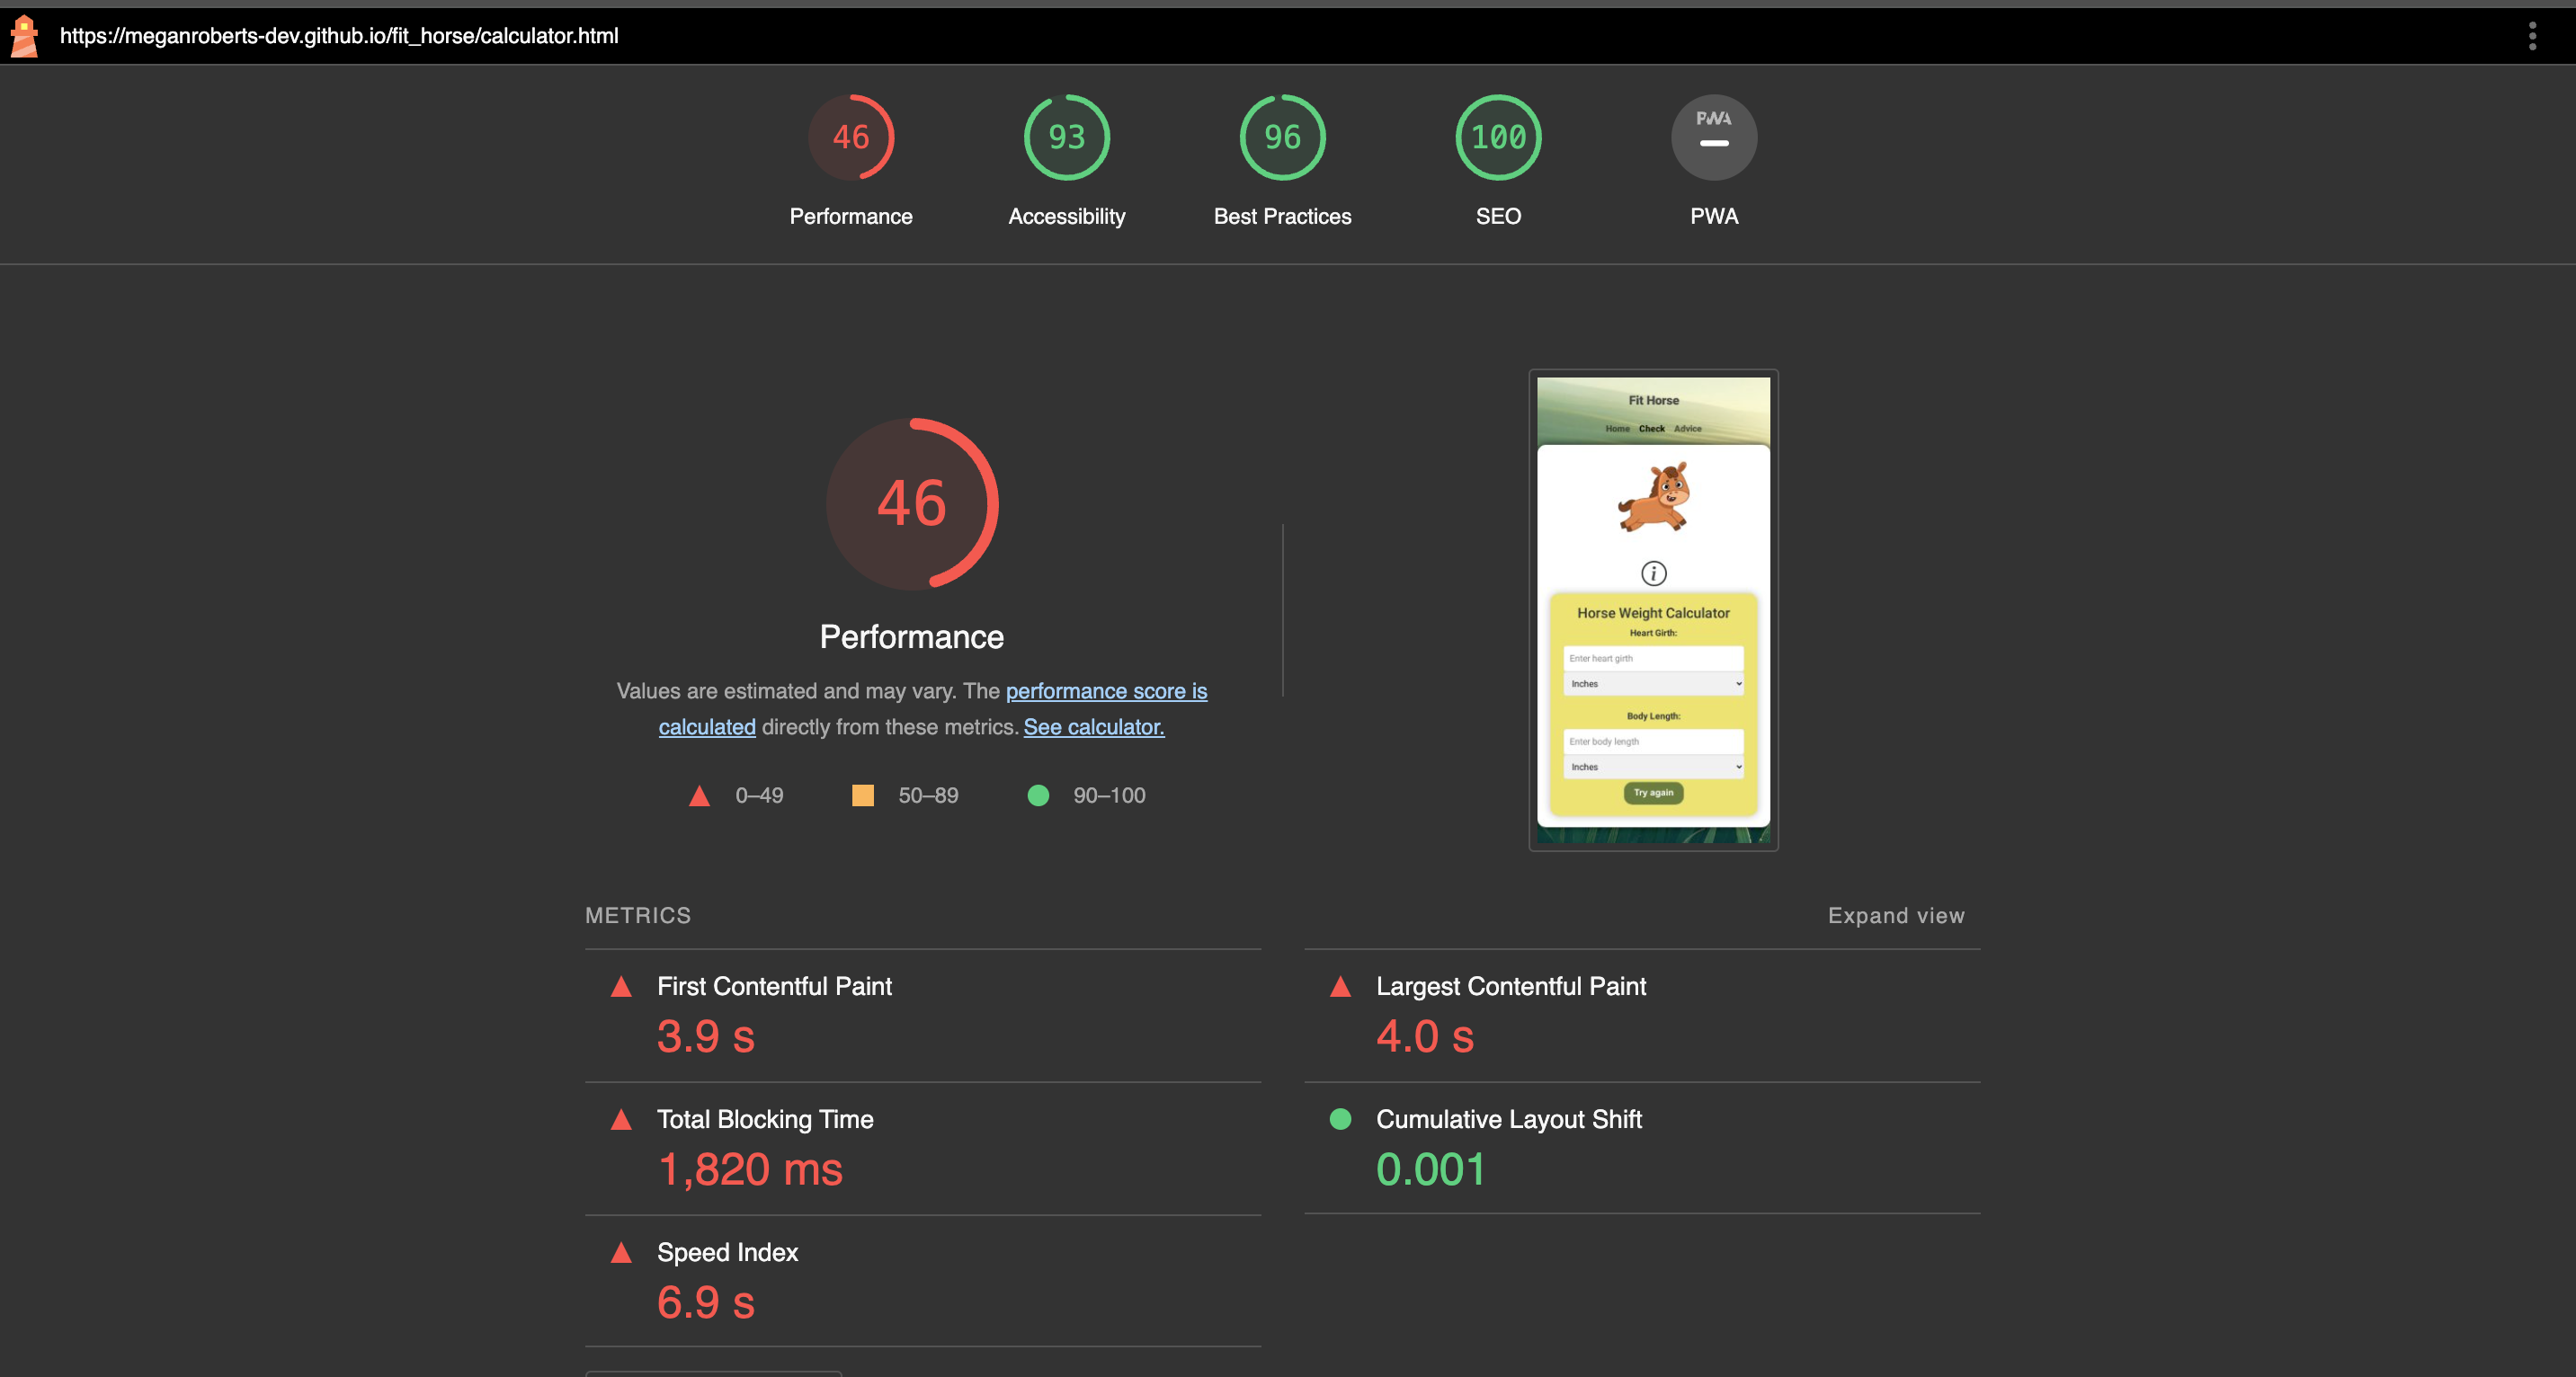 https://meganroberts-dev.github.io/fit_horse/calculator.html
46
93
96
100
PWA
Performance
Accessibility
Best Practices
SEO
PWA
46
Performance
Values are estimated and may vary. The performance score is
calculated directly from these metrics. See calculator.
0–49
50–89
90–100
Fit Horse
Home Check Advice
i
Horse Weight Calculator
Heart Girth:
Enter heart girth
Inches
Body Length:
Enter body length
Inches
Try again
METRICS
Expand view
First Contentful Paint
3.9 s
Largest Contentful Paint
4.0 s
Total Blocking Time
1,820 ms
Cumulative Layout Shift
0.001
Speed Index
6.9 s